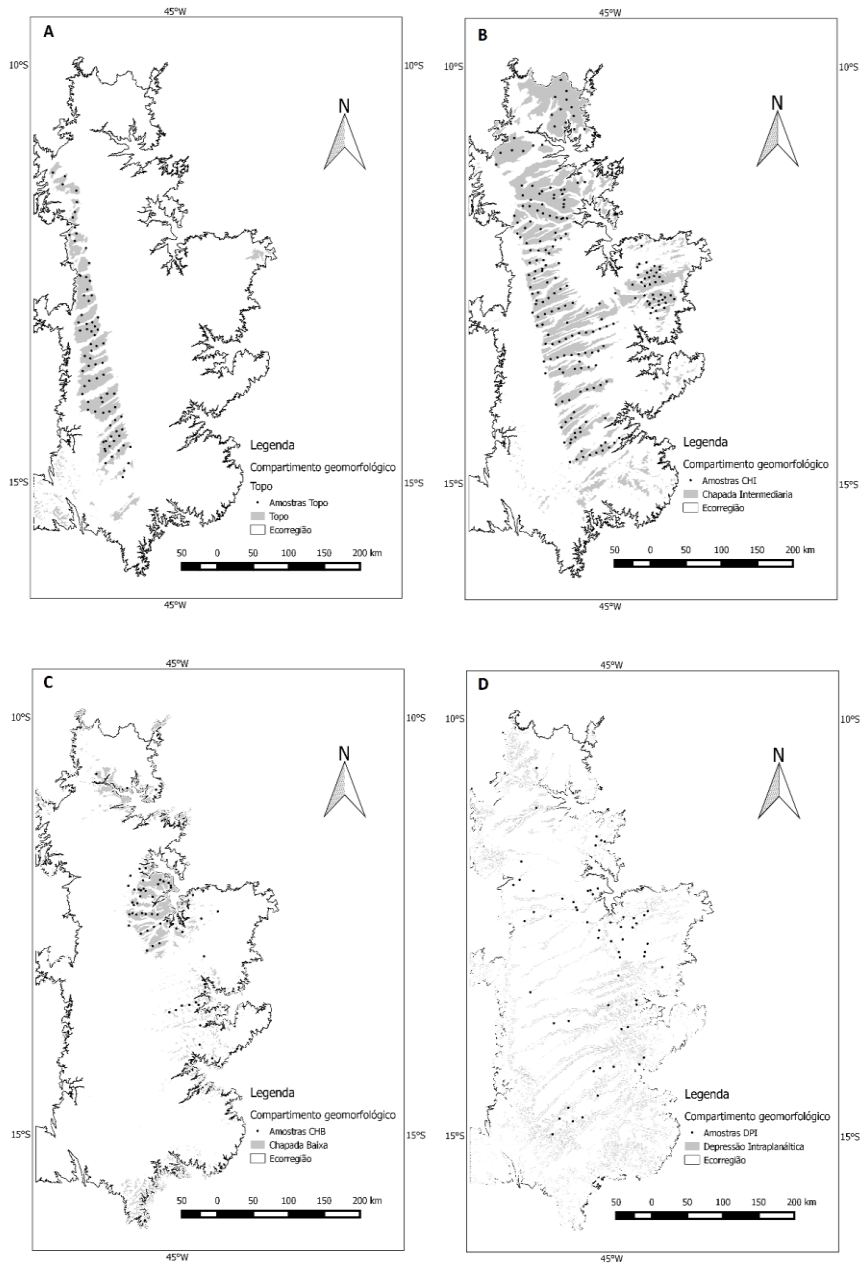 45°W
A
10°S
10°S
N
Legenda
Compartimento geomorfológico
Topo
Amostras Topo
Topo
Ecorregião
15°S
15°S
50 0 50 100 150 200 km
45°W
45°W
B
10°S
10°S
N
Legenda
Compartimento geomorfológico
Amostras CHI
Chapada Intermediaria
Ecorregião
15°S
15°S
50 0 50 100 150 200 km
45°W
45°W
C
10°S
10°S
N
Legenda
Compartimento geomorfológico
Amostras CHB
Chapada Baixa
Ecorregião
15°S
15°S
50 0 50 100 150 200 km
45°W
45°W
D
10°S
10°S
N
Legenda
Compartimento geomorfológico
Amostras DPI
Depressão Intraplanáltica
Ecorregião
15°S
15°S
50 0 50 100 150 200 km
45°W